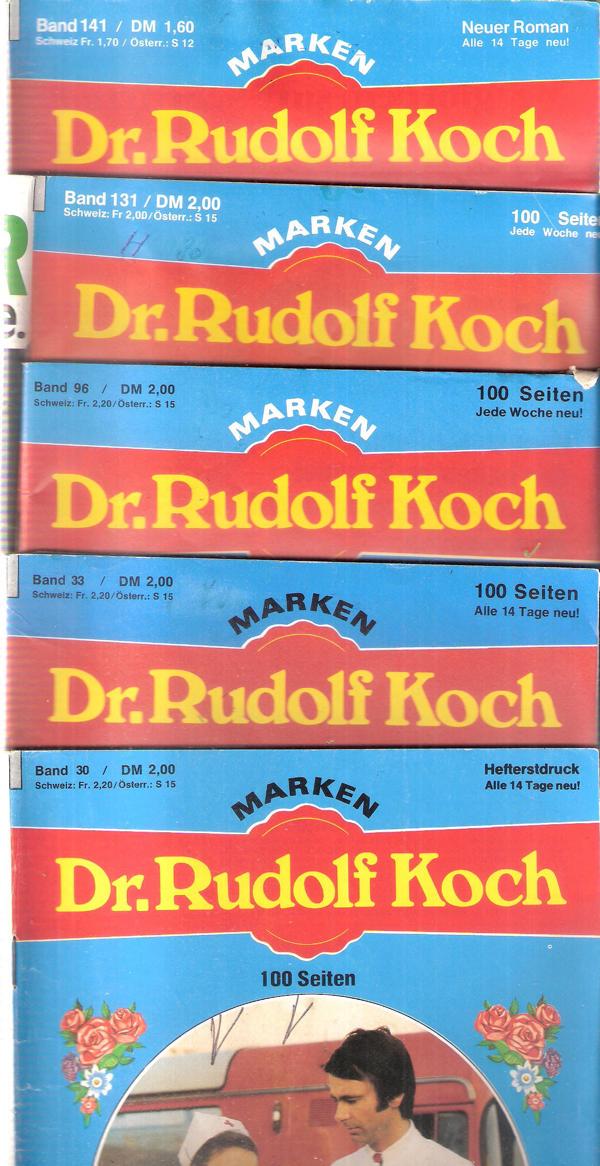 Band 141 / DM 1,60
Schweiz Fr. 1,70 / Österr.: S 12
Neuer Roman
Alle 14 Tage neu!
MARKEN
Dr. Rudolf Koch
Band 131 / DM 2,00
Schweiz: Fr 2,00/Österr.: S 15
100 Seite
Jede Woche ne
MARKEN
H 30
Dr. Rudolf Koch
R
e.
Band 96 / DM 2,00
Schweiz: Fr. 2,20/Österr.: S 15
100 Seiten
Jede Woche neu!
MARKEN
Dr. Rudolf Koch
Band 33 / DM 2,00
Schweiz: Fr. 2,20/Österr.: S 15
100 Seiten
Alle 14 Tage neu!
MARKEN
Dr. Rudolf Koch
Band 30 / DM 2,00
Schweiz: Fr. 2,20/Österr.: S 15
Hefterstdruck
Alle 14 Tage neu!
MARKEN
Dr. Rudolf Koch
100 Seiten